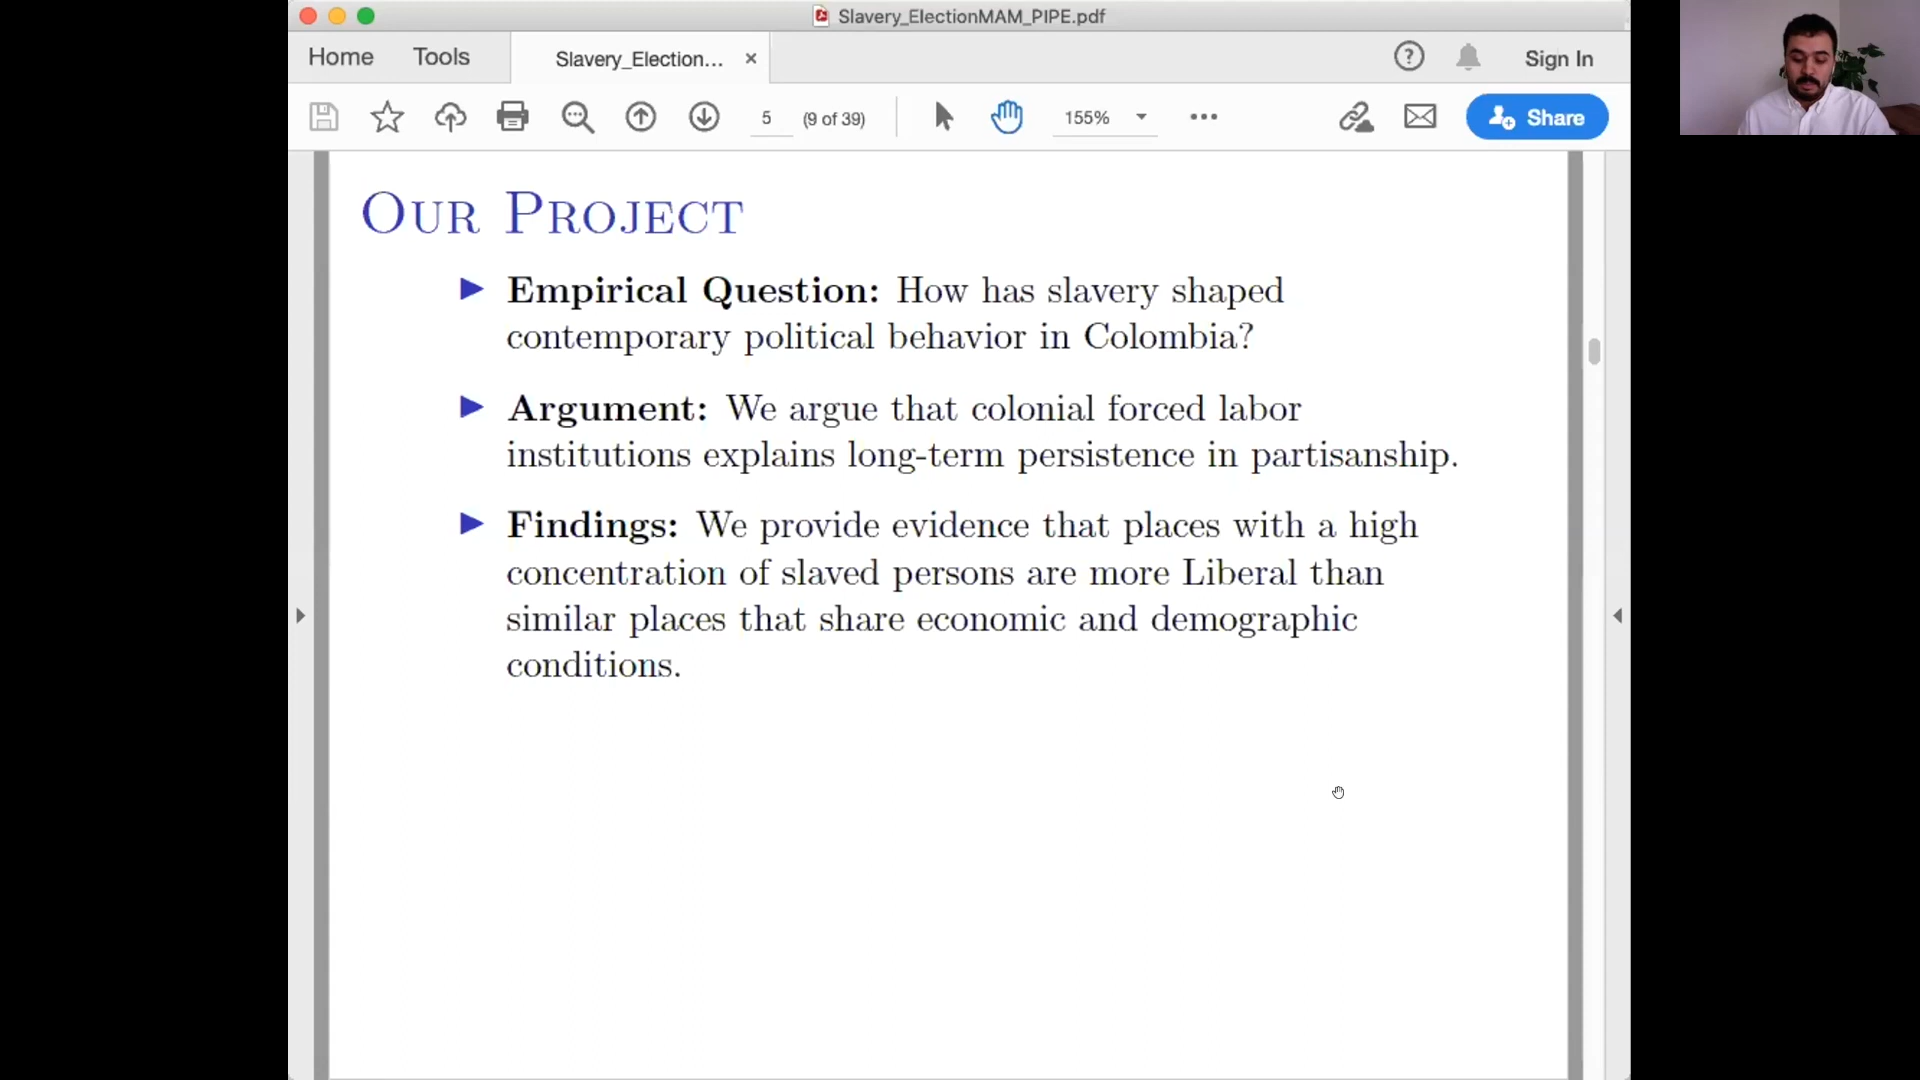 Slavery_ElectionMAM_PIPE.pdf
Home Tools Slavery_Election... × ? Sign In
5 (9 of 39) 155% Share
OUR PROJECT
Empirical Question: How has slavery shaped
contemporary political behavior in Colombia?
Argument: We argue that colonial forced labor
institutions explains long-term persistence in partisanship.
Findings: We provide evidence that places with a high
concentration of slaved persons are more Liberal than
similar places that share economic and demographic
conditions.